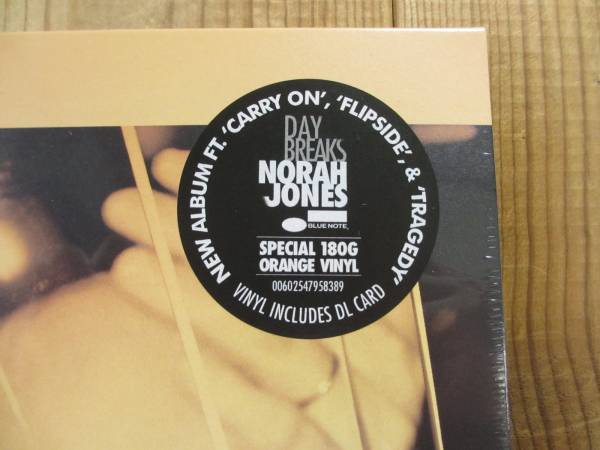 NEW ALBUM FT. 'CARRY ON', 'FLIPSIDE', & 'TRAGEDY'
DAY
BREAKS
NORAH
JONES
BLUE NOTE
SPECIAL 180G
ORANGE VINYL
00602547958389
VINYL INCLUDES DL CARD